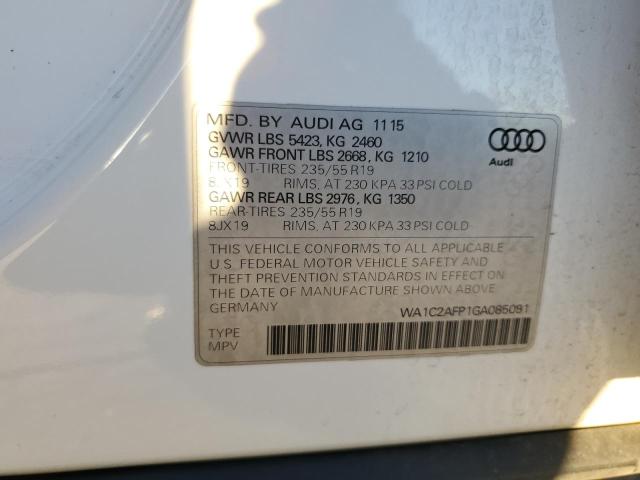 MFD. BY AUDI AG 11 15
GVWR LBS 5423, KG 2460
GAWR FRONT LBS 2668, KG 1210
FRONT-TIRES 235/55 R19
8JX19 RIMS, AT 230 KPA 33 PSI COLD
GAWR REAR LBS 2976, KG 1350
REAR-TIRES 235/55 R19
8JX19 RIMS, AT 230 KPA 33 PSI COLD
Audi
THIS VEHICLE CONFORMS TO ALL APPLICABLE
U.S. FEDERAL MOTOR VEHICLE SAFETY AND
THEFT PREVENTION STANDARDS IN EFFECT ON
THE DATE OF MANUFACTURE SHOWN ABOVE
GERMANY
WA1C2AFP1GA085091
TYPE
MPV